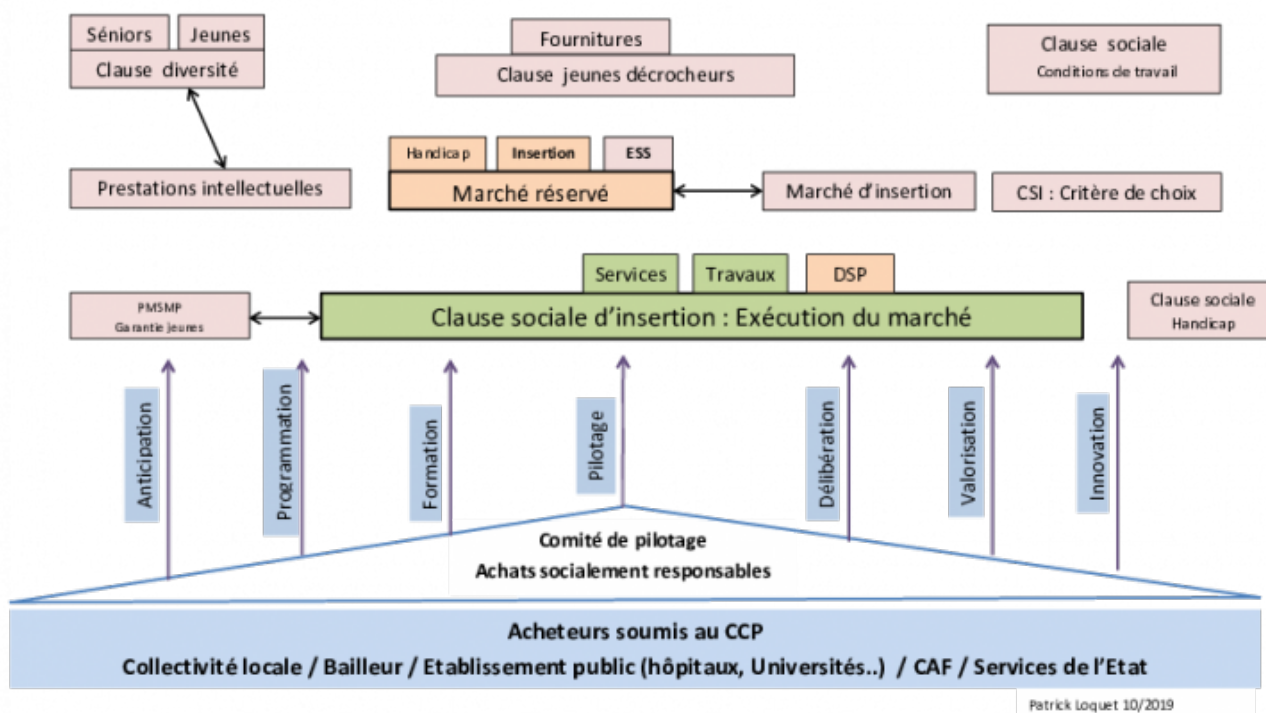 Séniors
Jeunes
Clause diversité
Fournitures
Clause jeunes décrocheurs
Clause sociale
Conditions de travail
Prestations intellectuelles
Handicap
Insertion
ESS
Marché réservé
Marché d'insertion
CSI : Critère de choix
Services
Travaux
DSP
PMSMP
Garantie jeunes
Clause sociale d'insertion : Exécution du marché
Clause sociale
Handicap
Anticipation
Programmation
Formation
Pilotage
Délibération
Valorisation
Innovation
Comité de pilotage
Achats socialement responsables
Acheteurs soumis au CCP
Collectivité locale / Bailleur / Etablissement public (hôpitaux, Universités..) / CAF / Services de l'Etat
Patrick Loquet 10/2019